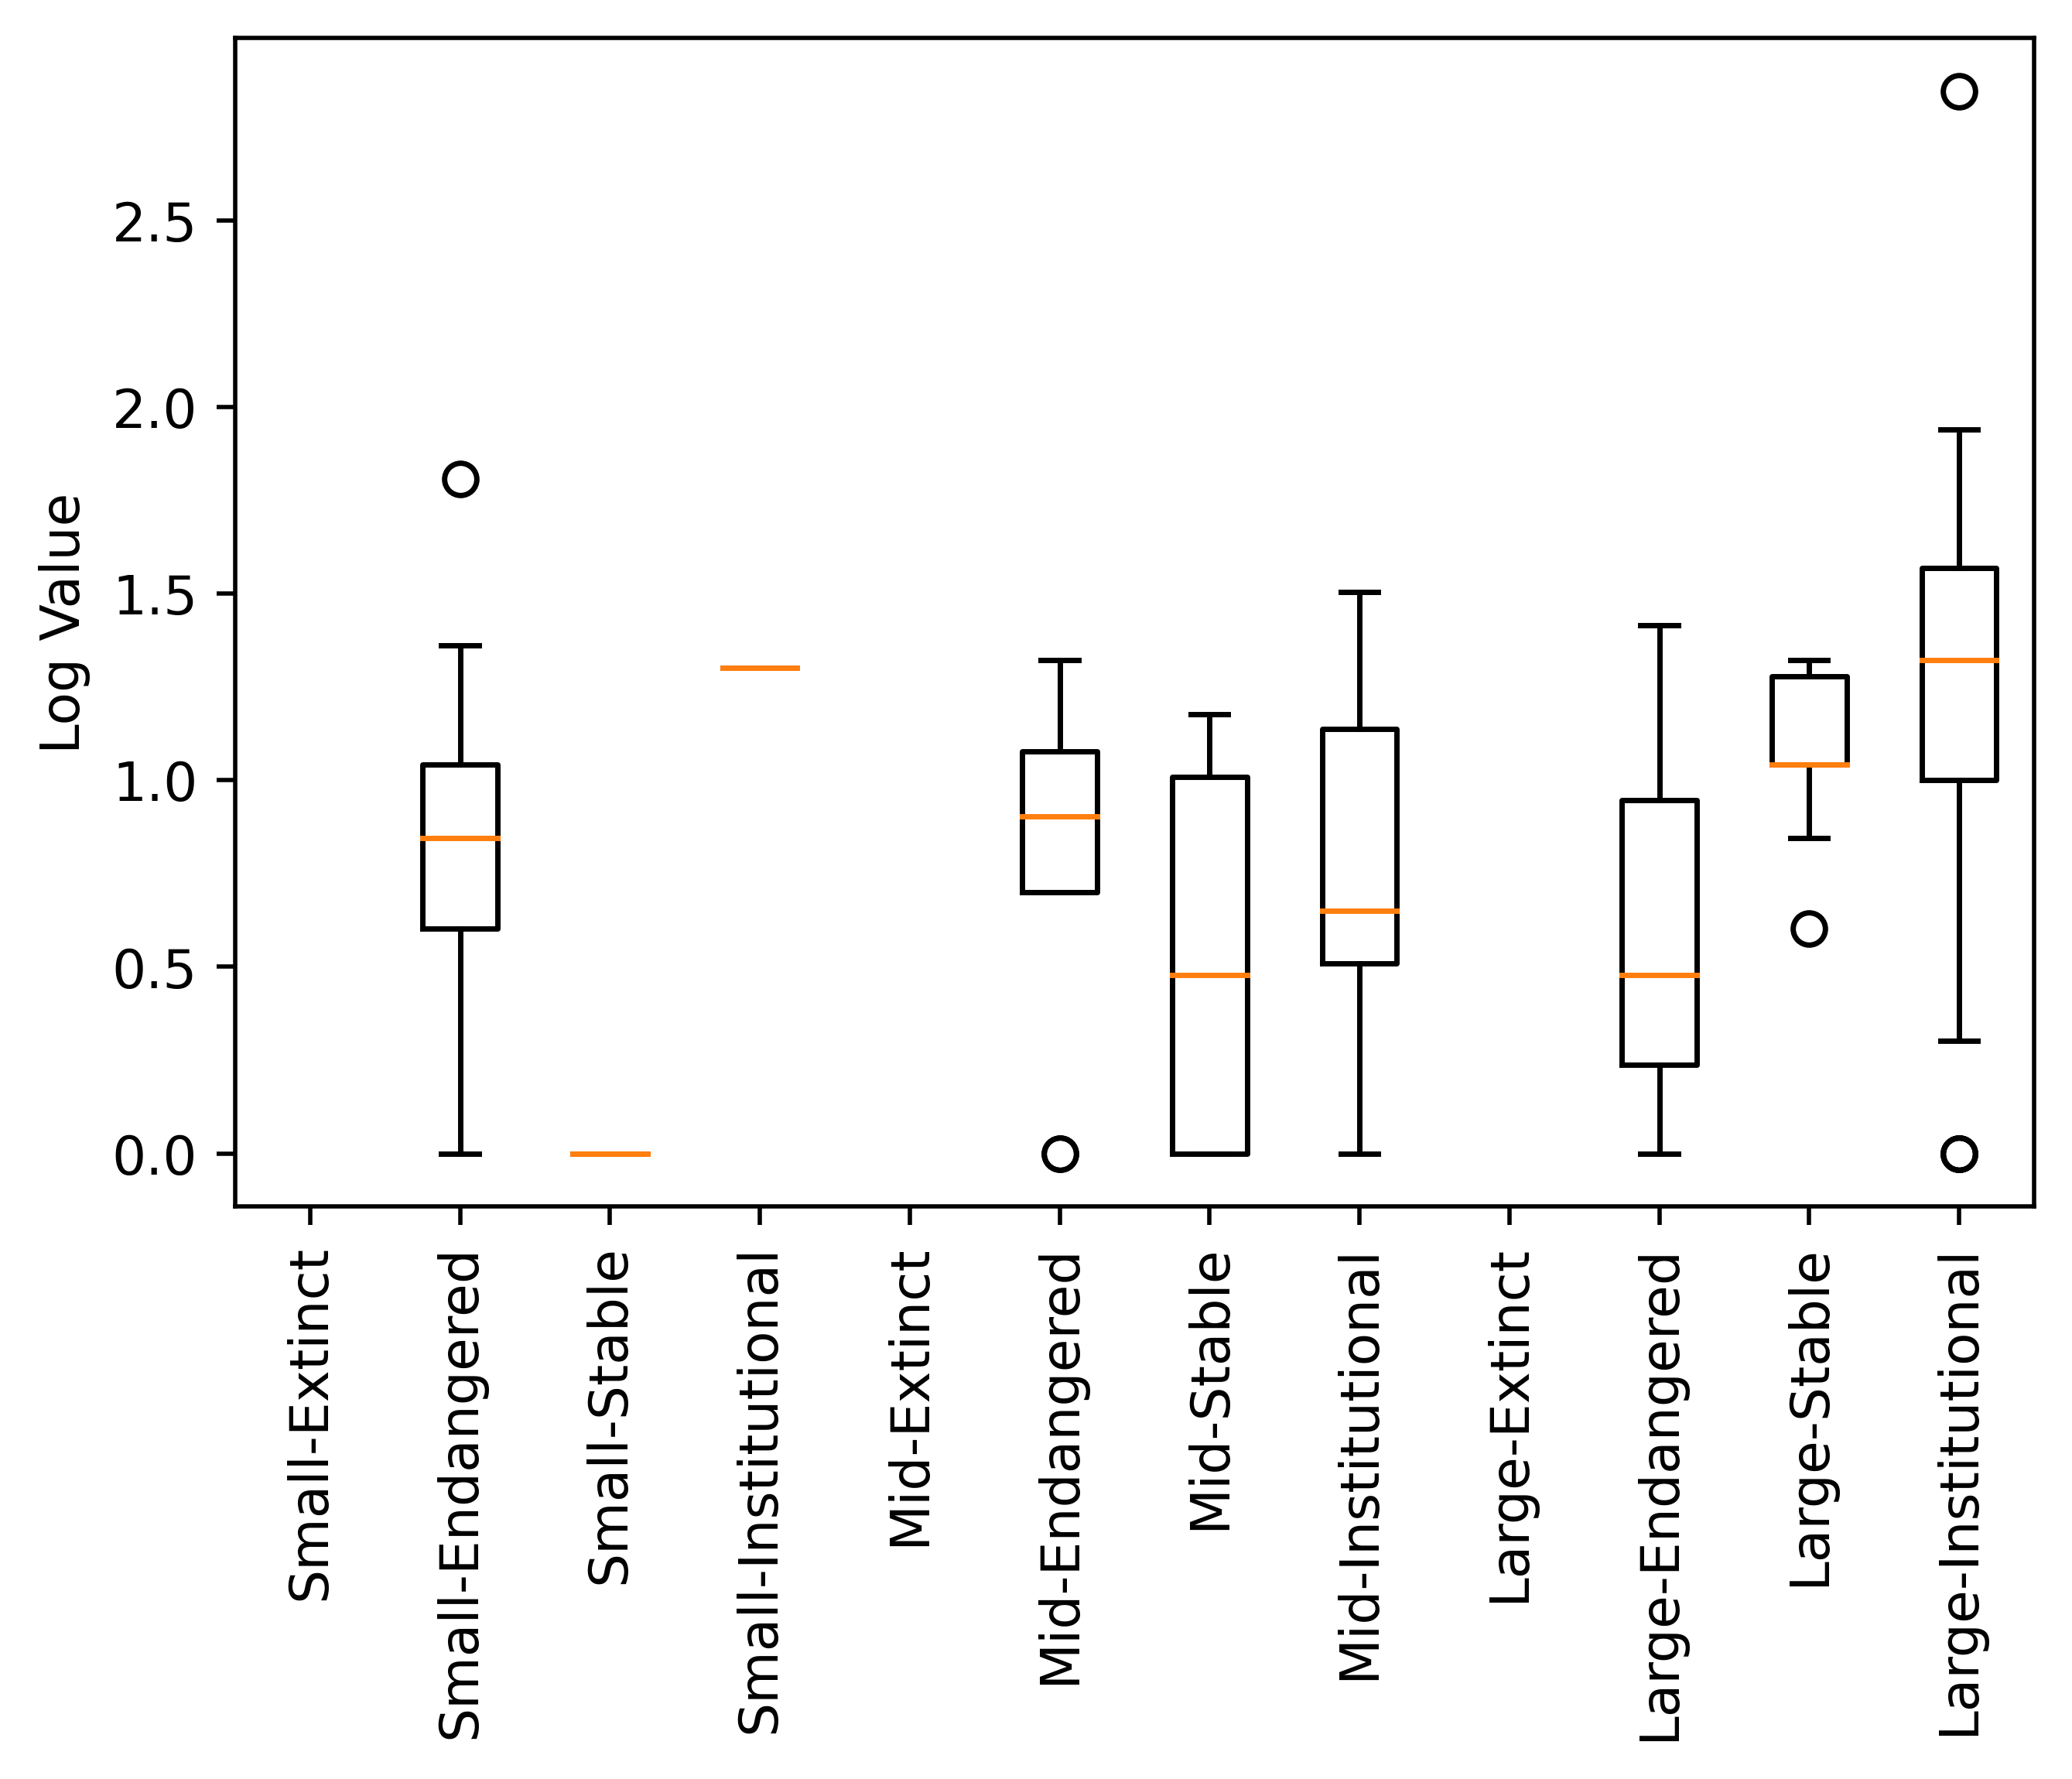 Log Value
2.5
2.0
1.5
1.0
0.5
0.0
Small-Extinct
Small-Endangered
Small-Stable
Small-Institutional
Mid-Extinct
Mid-Endangered
Mid-Stable
Mid-Institutional
Large-Extinct
Large-Endangered
Large-Stable
Large-Institutional